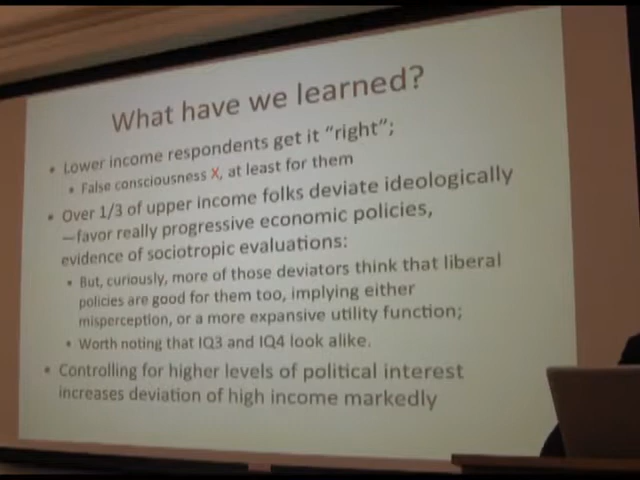 What have we learned?
• Lower income respondents get it “right”;
• False consciousness X, at least for them
• Over 1/3 of upper income folks deviate ideologically
—favor really progressive economic policies,
evidence of sociotropic evaluations:
• But, curiously, more of those deviators think that liberal
policies are good for them too, implying either
misperception, or a more expansive utility function;
• Worth noting that IQ3 and IQ4 look alike.
• Controlling for higher levels of political interest
increases deviation of high income markedly